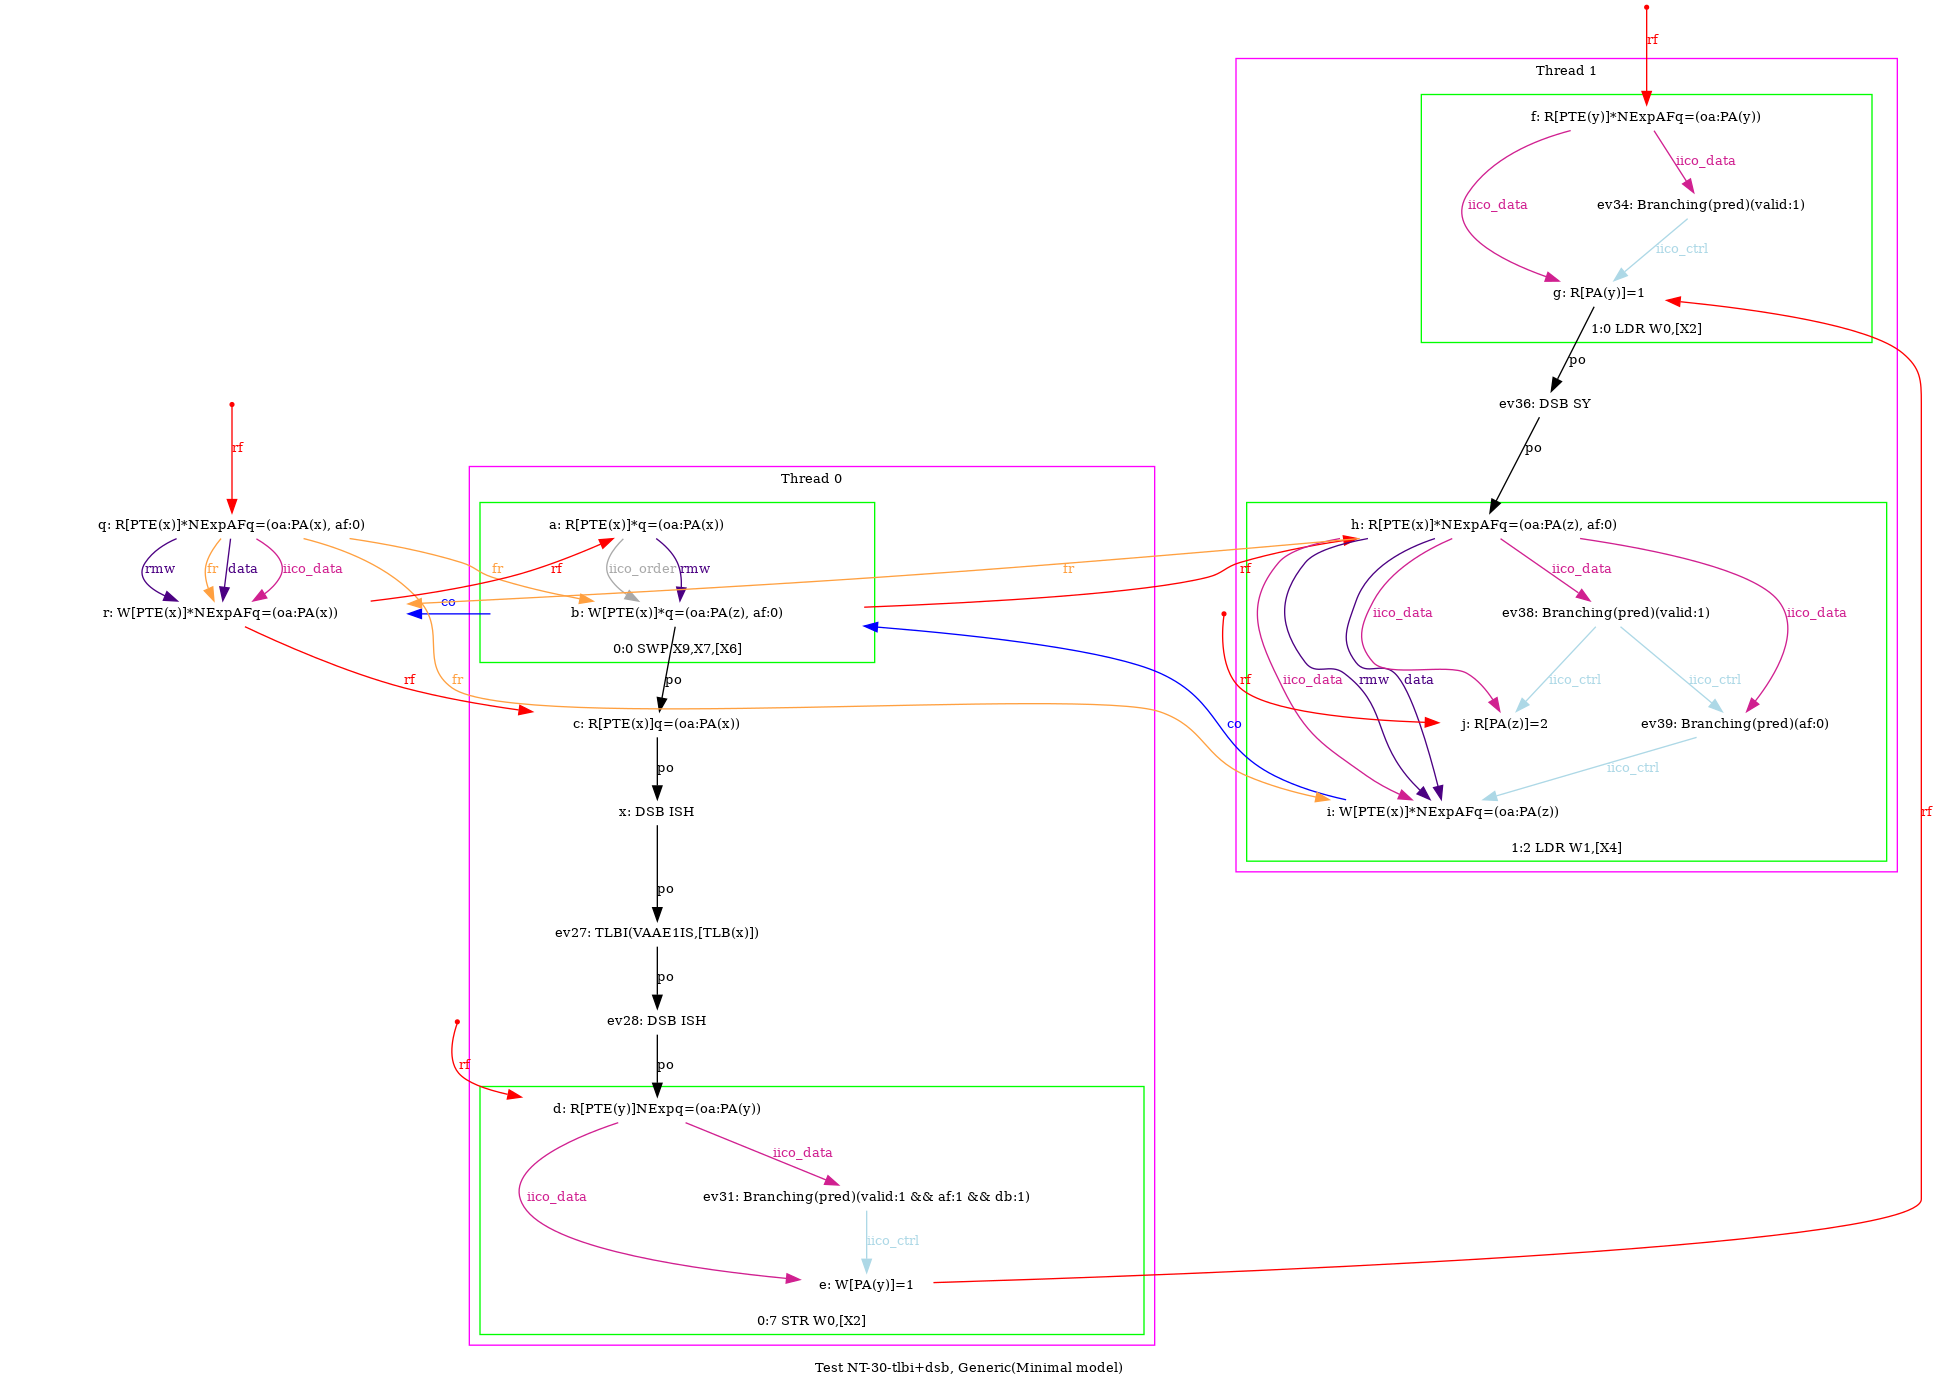 rf
Thread 1
f: R[PTE(y)]*NExpAFq=(oa:PA(y))
iico_data
iico_data
ev34: Branching(pred)(valid:1)
iico_ctrl
g: R[PA(y)]=1
1:0 LDR W0,[X2]
po
ev36: DSB SY
po
rf
Thread 0
q: R[PTE(x)]*NExpAFq=(oa:PA(x), af:0)
a: R[PTE(x)]*q=(oa:PA(x))
h: R[PTE(x)]*NExpAFq=(oa:PA(z), af:0)
rmw
fr
data
iico_data
fr
rf
iico_order
rmw
fr
rf
iico_data
r: W[PTE(x)]*NExpAFq=(oa:PA(x))
co
b: W[PTE(x)]*q=(oa:PA(z), af:0)
iico_data
ev38: Branching(pred)(valid:1)
iico_data
0:0 SWP X9,X7,[X6]
rf
fr
po
rf
iico_data
rmw
data
iico_ctrl
iico_ctrl
c: R[PTE(x)]q=(oa:PA(x))
co
j: R[PA(z)]=2
ev39: Branching(pred)(af:0)
po
iico_ctrl
x: DSB ISH
i: W[PTE(x)]*NExpAFq=(oa:PA(z))
rf
1:2 LDR W1,[X4]
po
ev27: TLBI(VAAE1IS,[TLB(x)])
po
ev28: DSB ISH
rf
po
d: R[PTE(y)]NExpq=(oa:PA(y))
iico_data
iico_data
ev31: Branching(pred)(valid:1 && af:1 && db:1)
iico_ctrl
e: W[PA(y)]=1
0:7 STR W0,[X2]
Test NT-30-tlbi+dsb, Generic(Minimal model)